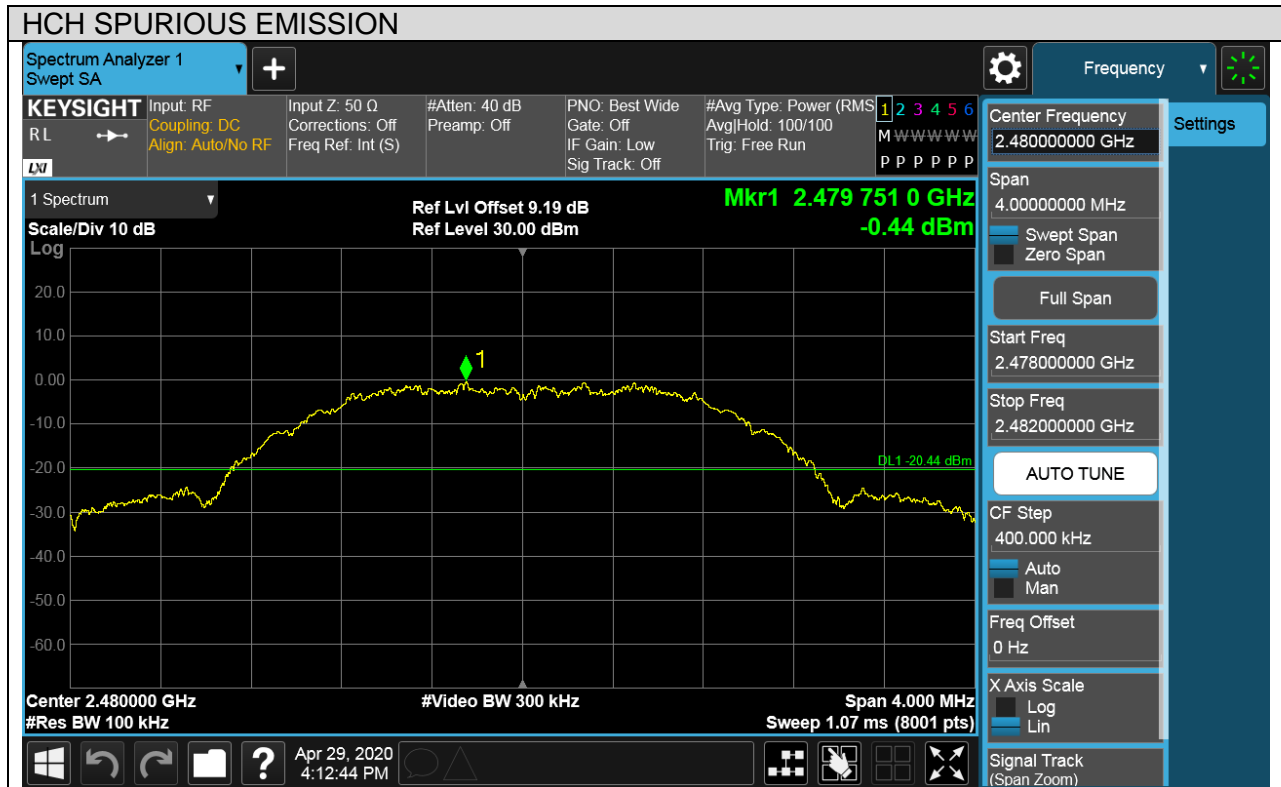 HCH SPURIOUS EMISSION
Spectrum Analyzer 1
Swept SA
+
Frequency
KEYSIGHT
RL
LXI
Input: RF
Coupling: DC
Align: Auto/No RF
Input Z: 50 Ω
Corrections: Off
Freq Ref: Int (S)
#Atten: 40 dB
Preamp: Off
PNO: Best Wide
Gate: Off
IF Gain: Low
Sig Track: Off
#Avg Type: Power (RMS
Avg|Hold: 100/100
Trig: Free Run
1 2 3 4 5 6
M W W W W W
P P P P P P
1 Spectrum
Scale/Div 10 dB
Ref Lvl Offset 9.19 dB
Ref Level 30.00 dBm
Mkr1 2.479 751 0 GHz
-0.44 dBm
Log
20.0
10.0
0.00
-10.0
-20.0
-30.0
-40.0
-50.0
-60.0
1
DL1 -20.44 dBm
Center 2.480000 GHz
#Res BW 100 kHz
#Video BW 300 kHz
Span 4.000 MHz
Sweep 1.07 ms (8001 pts)
?
Apr 29, 2020
4:12:44 PM
Center Frequency
2.480000000 GHz
Settings
Span
4.00000000 MHz
Swept Span
Zero Span
Full Span
Start Freq
2.478000000 GHz
Stop Freq
2.482000000 GHz
AUTO TUNE
CF Step
400.000 kHz
Auto
Man
Freq Offset
0 Hz
X Axis Scale
Log
Lin
Signal Track
(Span Zoom)